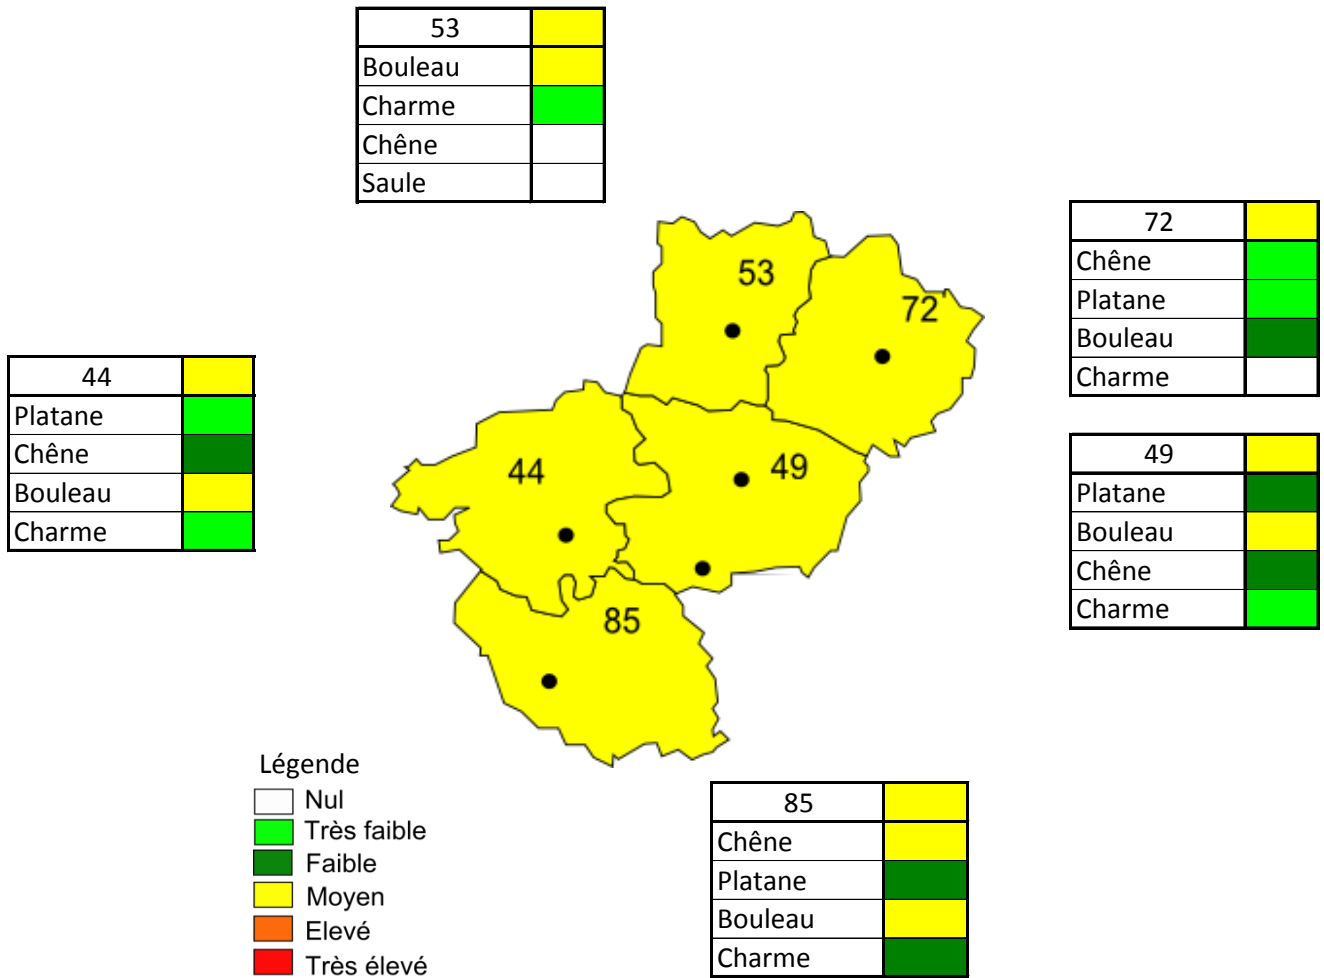 53
Bouleau
Charme
Chêne
Saule
72
Chêne
Platane
Bouleau
Charme
53
72
44
Platane
Chêne
Bouleau
Charme
44
49
49
Platane
Bouleau
Chêne
Charme
85
Légende
Nul
Très faible
Faible
Moyen
Elevé
Très élevé
85
Chêne
Platane
Bouleau
Charme